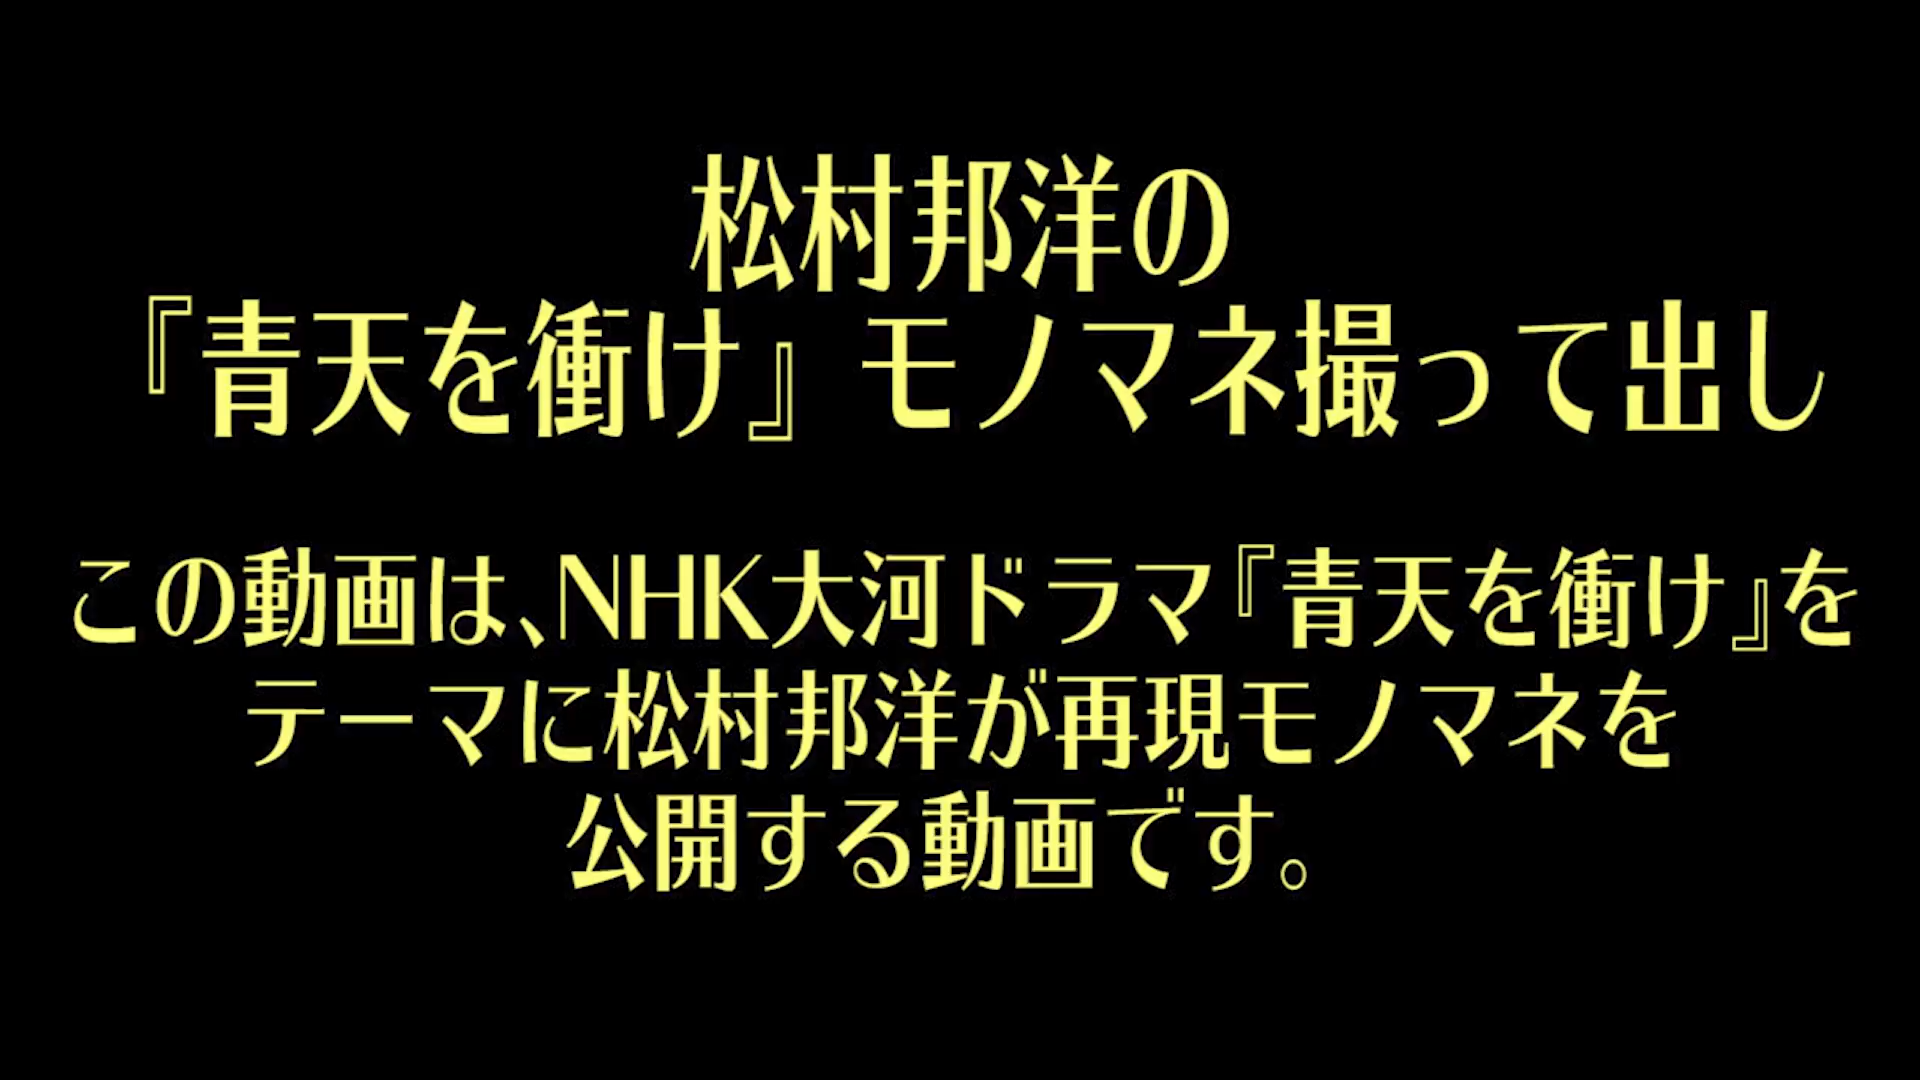 松村邦洋の
『青天を衝け』モノマネ撮って出し
この動画は、NHK大河ドラマ『青天を衝け』を
テーマに松村邦洋が再現モノマネを
公開する動画です。